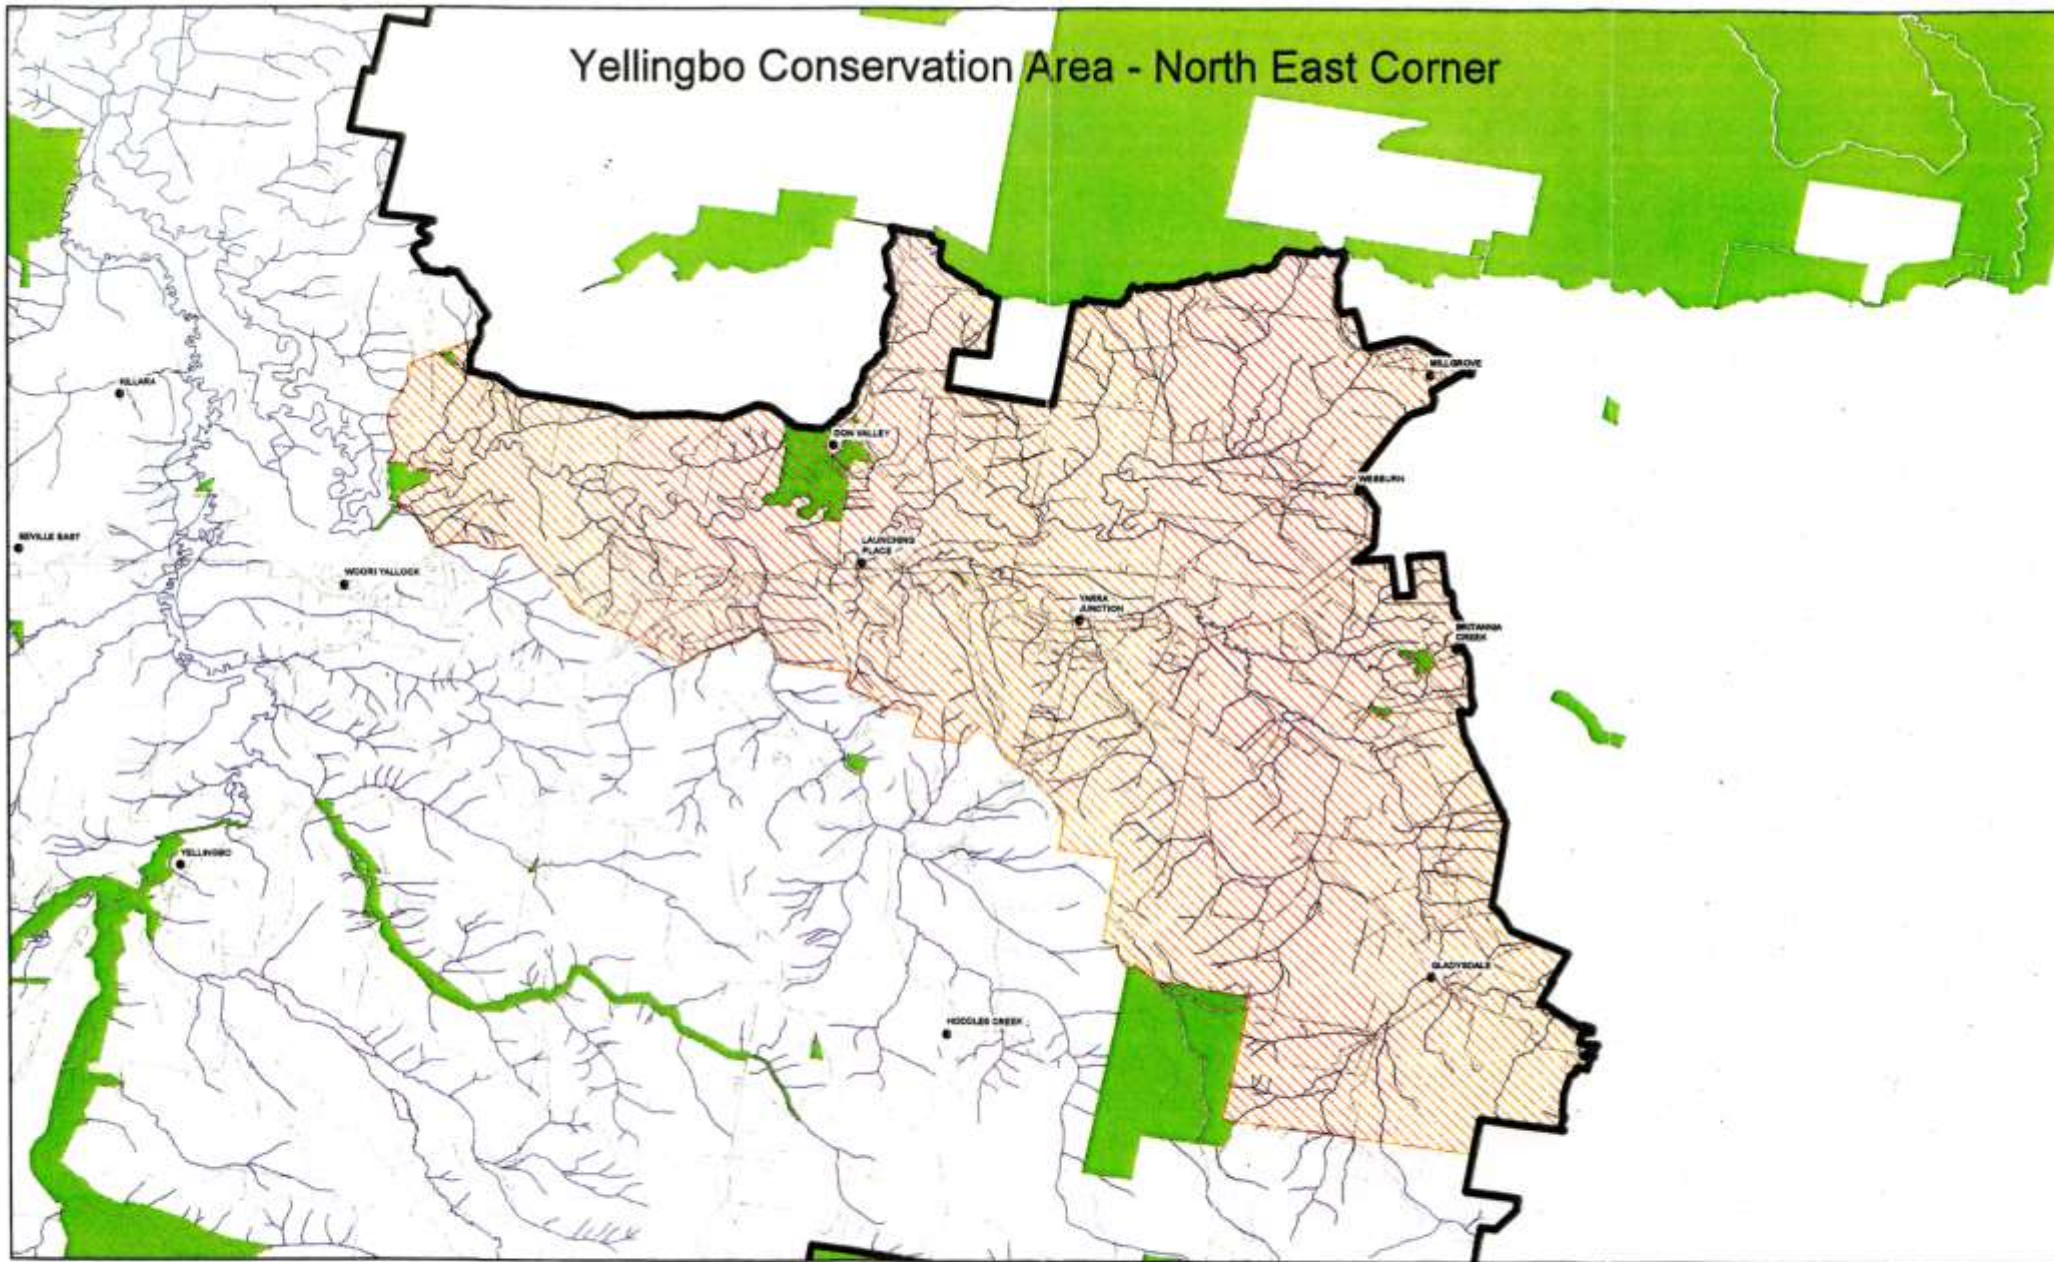 Yellingbo Conservation Area - North East Corner
KILLARA
MILLGROVE
DON VALLEY
WESBURN
SEVILLE EAST
LAUNCHING
PLACE
WOORI YALLOCK
YARRA
JUNCTION
BRITANNIA
CREEK
YELLINGBO
GLADYSDALE
HODDLES CREEK